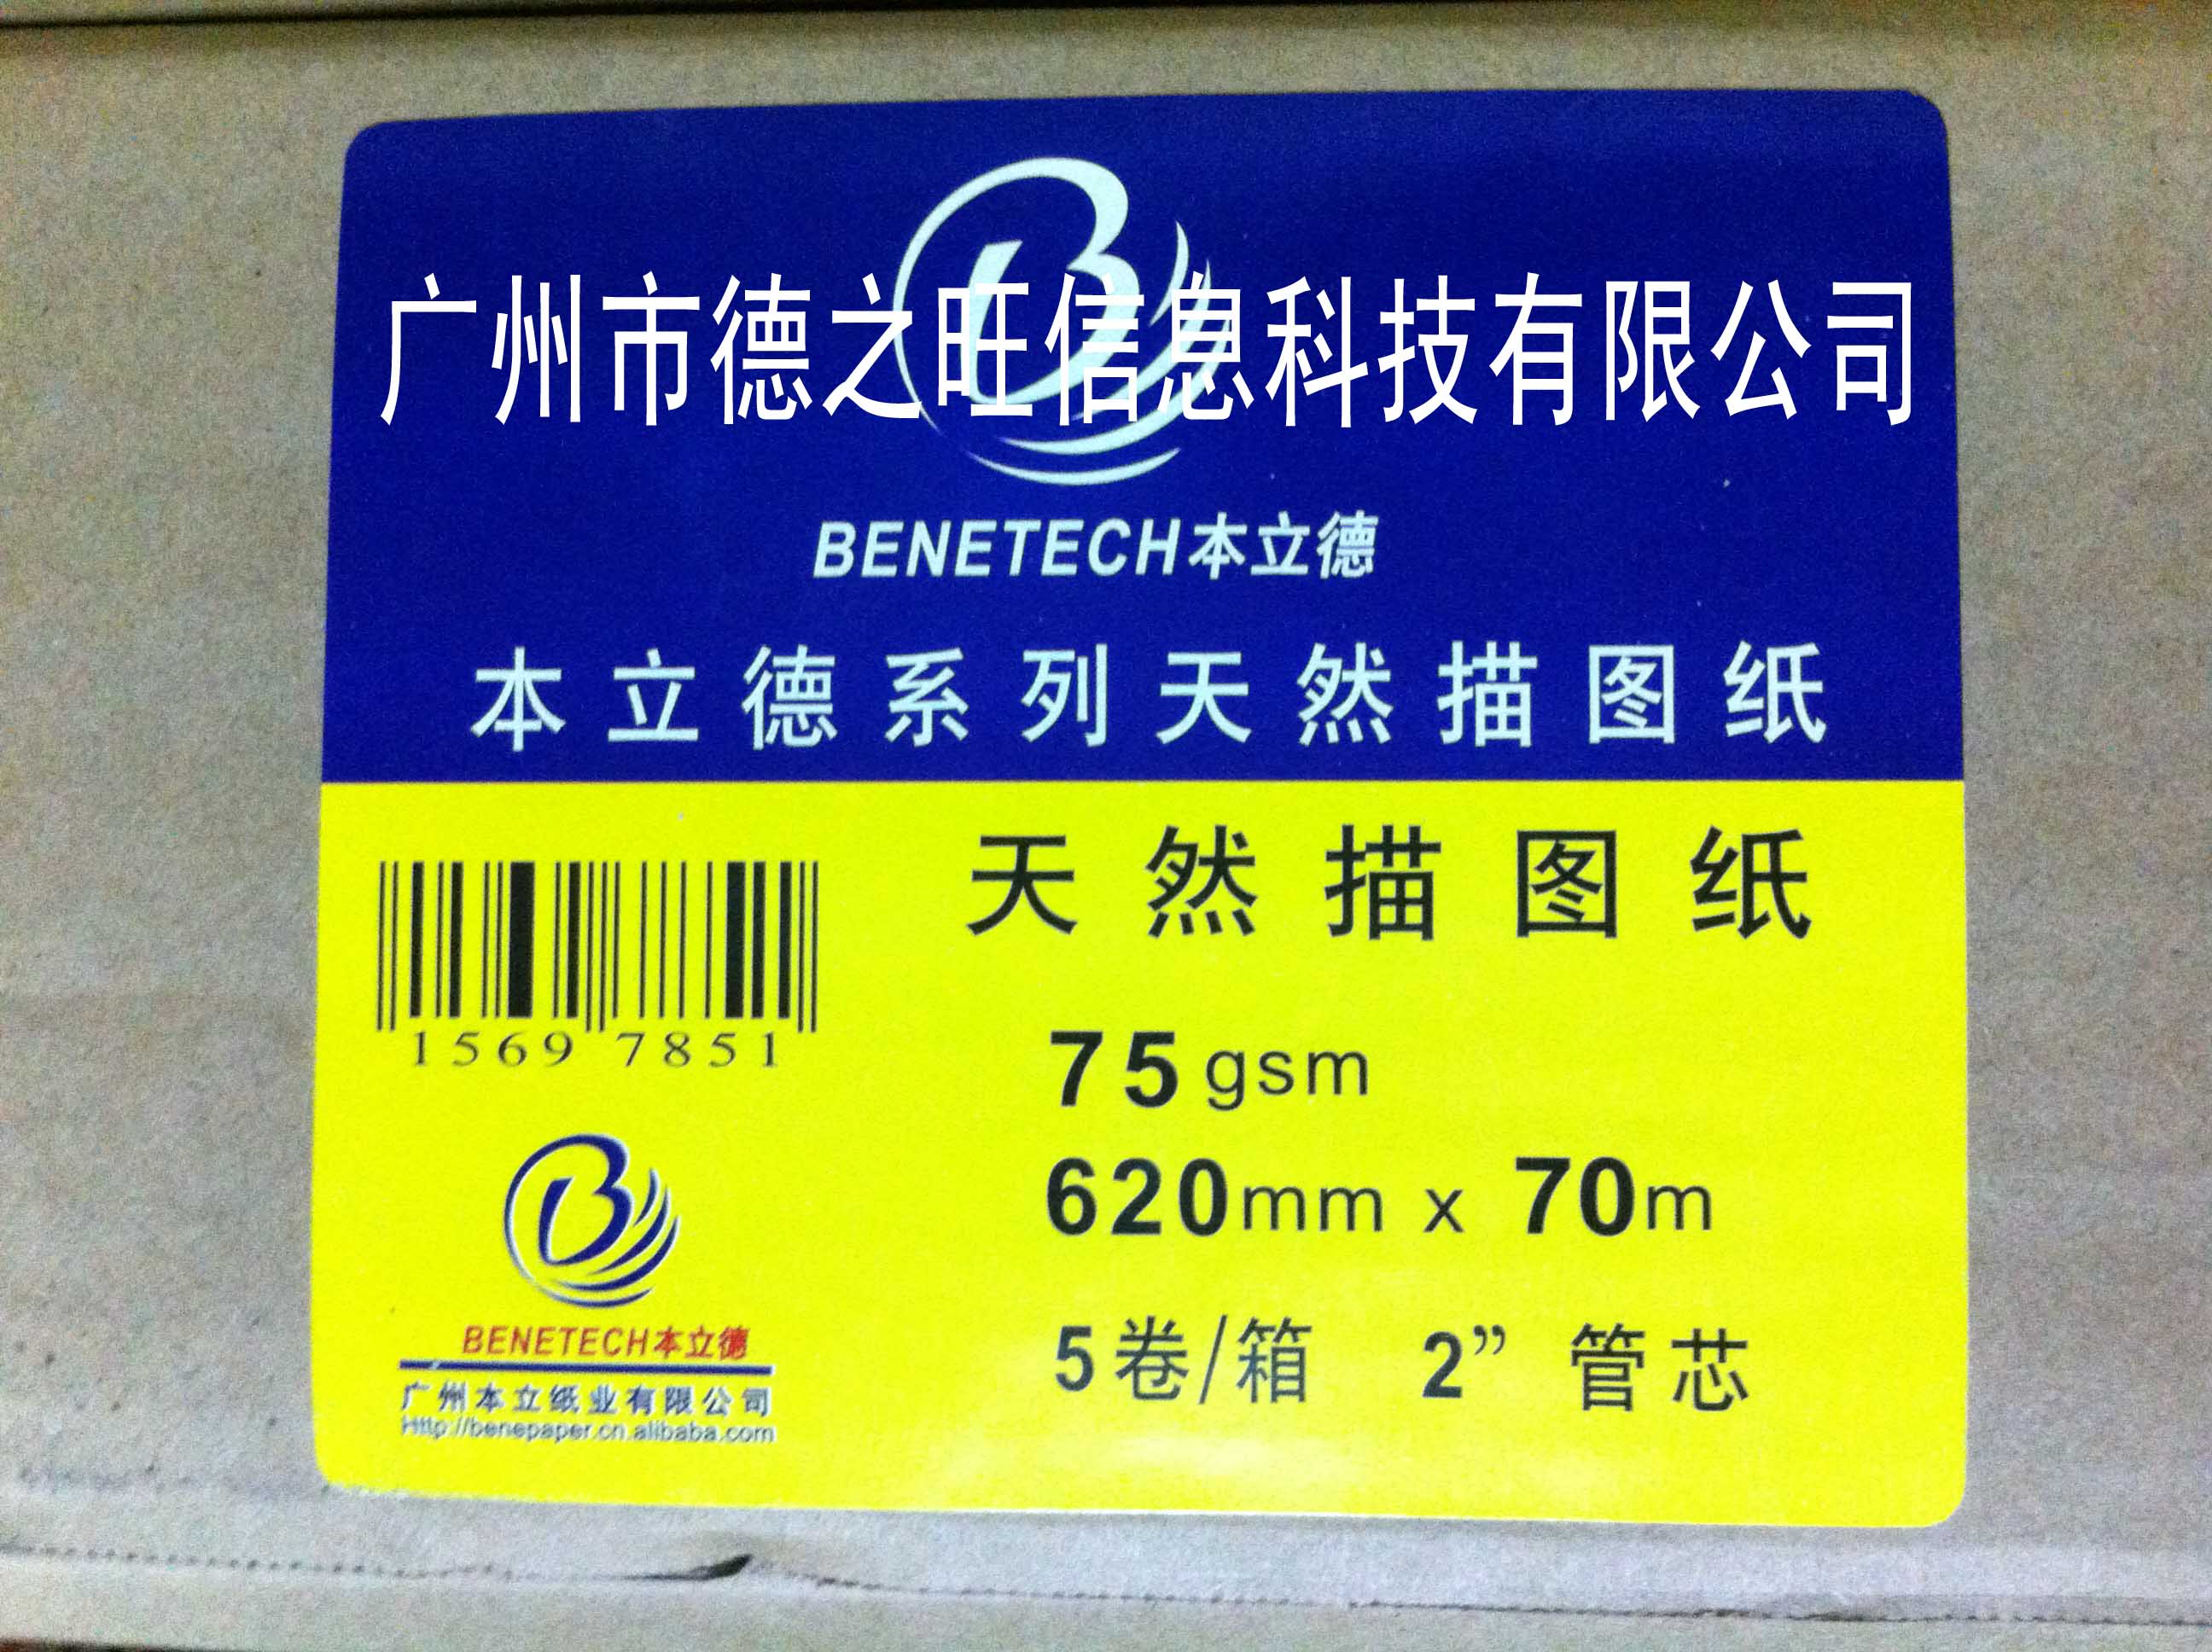 广州市德之旺信息科技有限公司
BENETECH本立德
本立德系列天然描图纸
天然描图纸
1569 7851
75gsm
620mm x 70m
5卷/箱 2” 管芯
BENETECH本立德
广州本立纸业有限公司
Http://benepaper.cn.alibaba.com